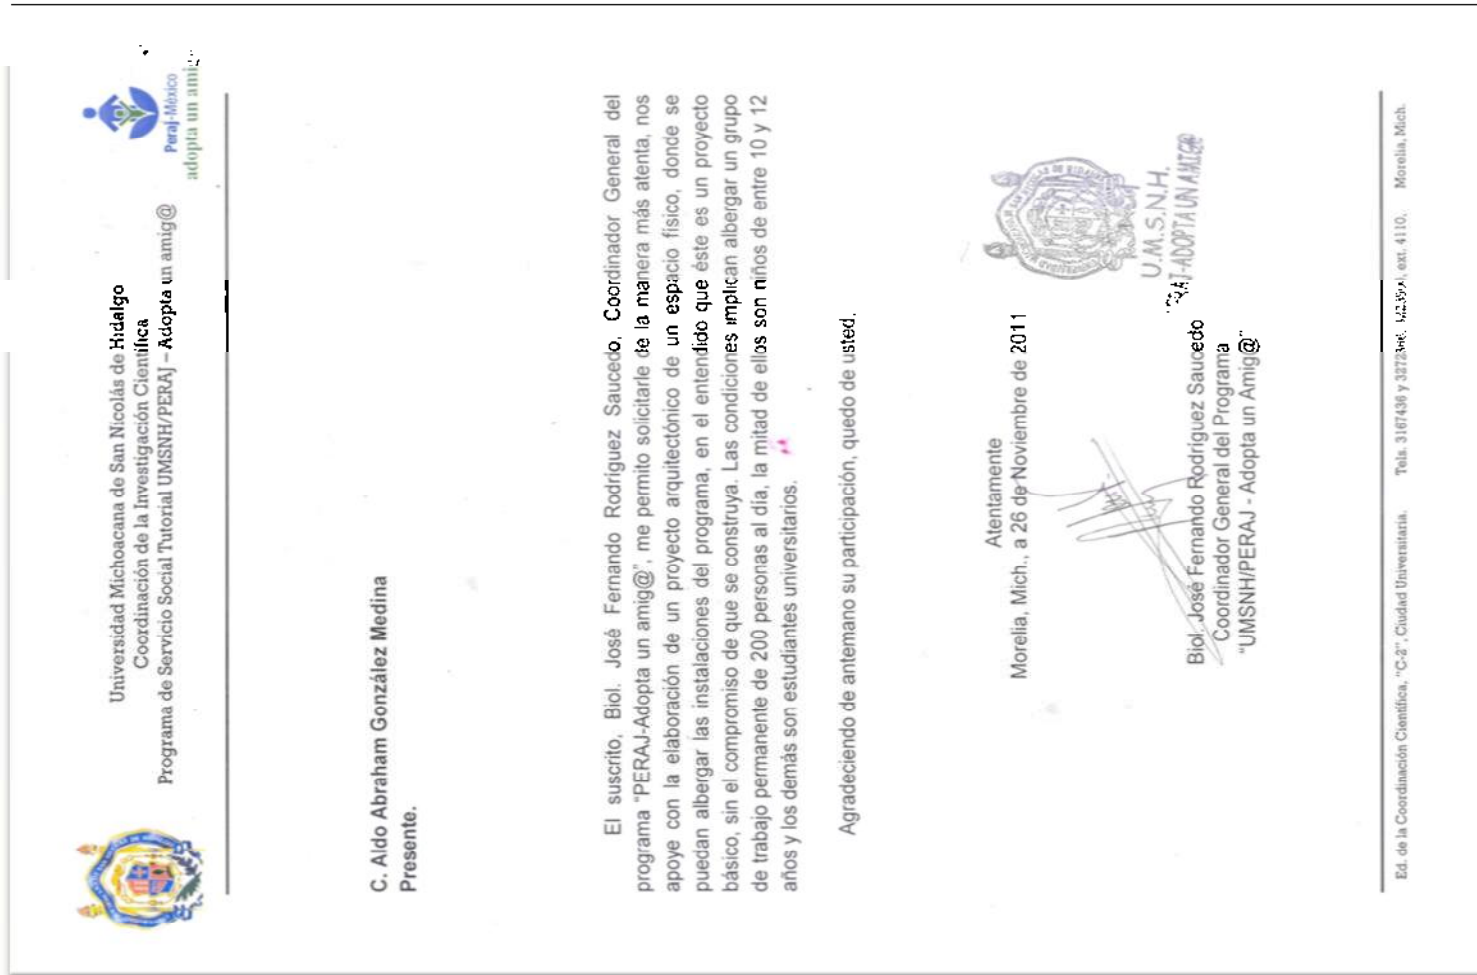 Universidad Michoacana de San Nicolás de Hidalgo
Coordinación de la Investigación Científica
Programa de Servicio Social Tutorial UMSNH/PERAJ – Adopta un amig@
Peraj-México
adopta un amig
C. Aldo Abraham González Medina
Presente.
El suscrito, Biol. José Fernando Rodríguez Saucedo, Coordinador General del
programa “PERAJ-Adopta un amig@”, me permito solicitarle de la manera más atenta, nos
apoye con la elaboración de un proyecto arquitectónico de un espacio físico, donde se
puedan albergar las instalaciones del programa, en el entendido que éste es un proyecto
básico, sin el compromiso de que se construya. Las condiciones implican albergar un grupo
de trabajo permanente de 200 personas al día, la mitad de ellos son niños de entre 10 y 12
años y los demás son estudiantes universitarios.
Agradeciendo de antemano su participación, quedo de usted.
Atentamente
Morelia, Mich., a 26 de Noviembre de 2011
U.M.S.N.H.
PERAJ-ADOPTA UN AMIG@
Biol. José Fernando Rodríguez Saucedo
Coordinador General del Programa
“UMSNH/PERAJ - Adopta un Amig@”
Ed. de la Coordinación Científica, “C-2”, Ciudad Universitaria. Tels. 3167436 y ext. 4110, Morelia, Mich.